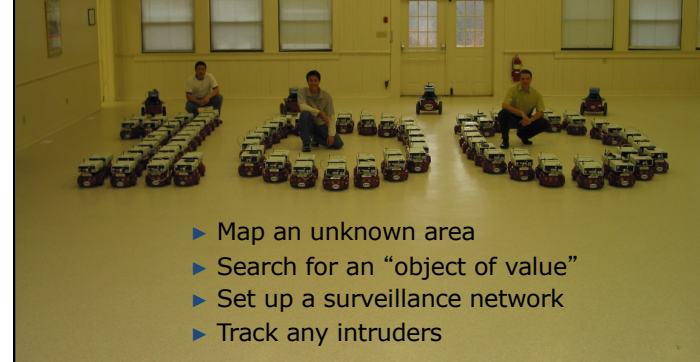 ► Map an unknown area
► Search for an “object of value”
► Set up a surveillance network
► Track any intruders